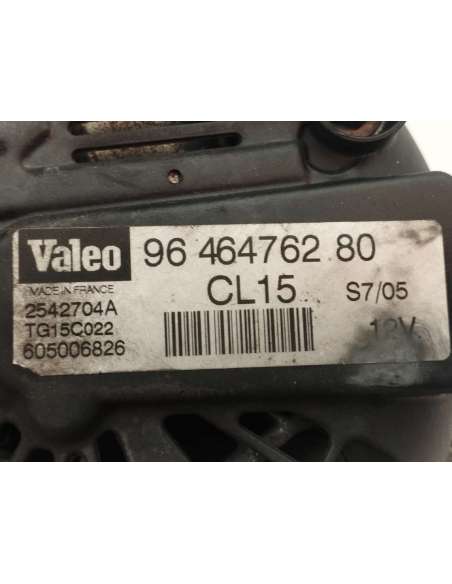 Valeo 96 464762 80
MADE IN FRANCE CL15 S7/05
2542704A
TG15C022 12V
605006826